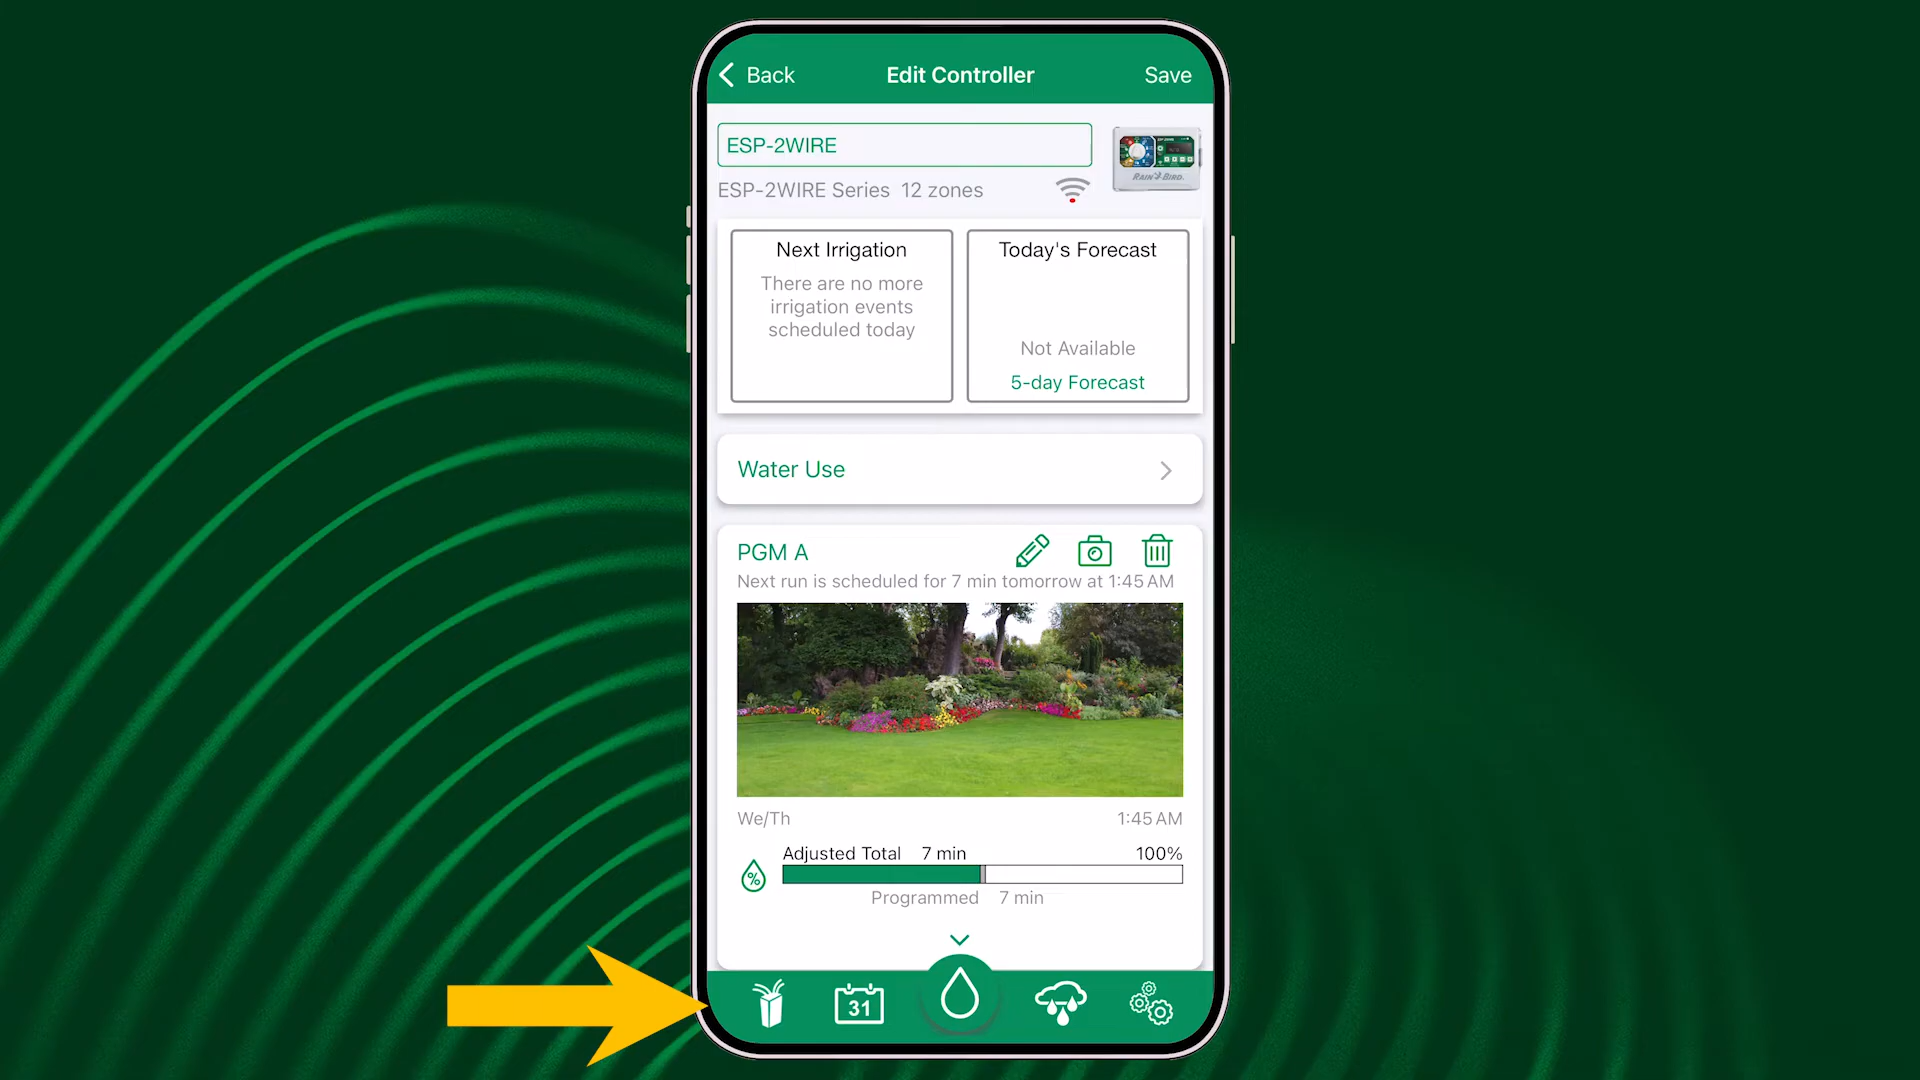 Back
Edit Controller
Save
ESP-2WIRE
RAIN BIRD.
ESP-2WIRE Series 12 zones
Next Irrigation
There are no more
irrigation events
scheduled today
Today's Forecast
Not Available
5-day Forecast
Water Use
PGM A
Next run is scheduled for 7 min tomorrow at 1:45 AM
We/Th
1:45 AM
Adjusted Total 7 min
100%
%
Programmed 7 min
31